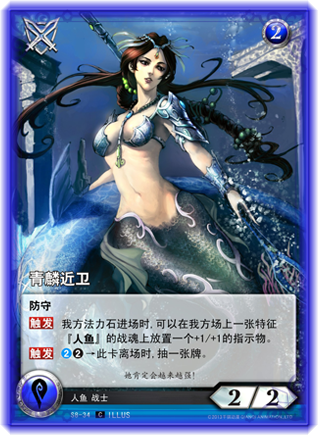 2
青麟近卫
防守
触发 我方法力石进场时,可以在我方场上一张特征
『人鱼』的战魂上放置一个+1/+1的指示物。
触发 2 2→此卡离场时,抽一张牌。
她肯定会越来越强!
人鱼 战士
2/2
S8-34 C ILLUS